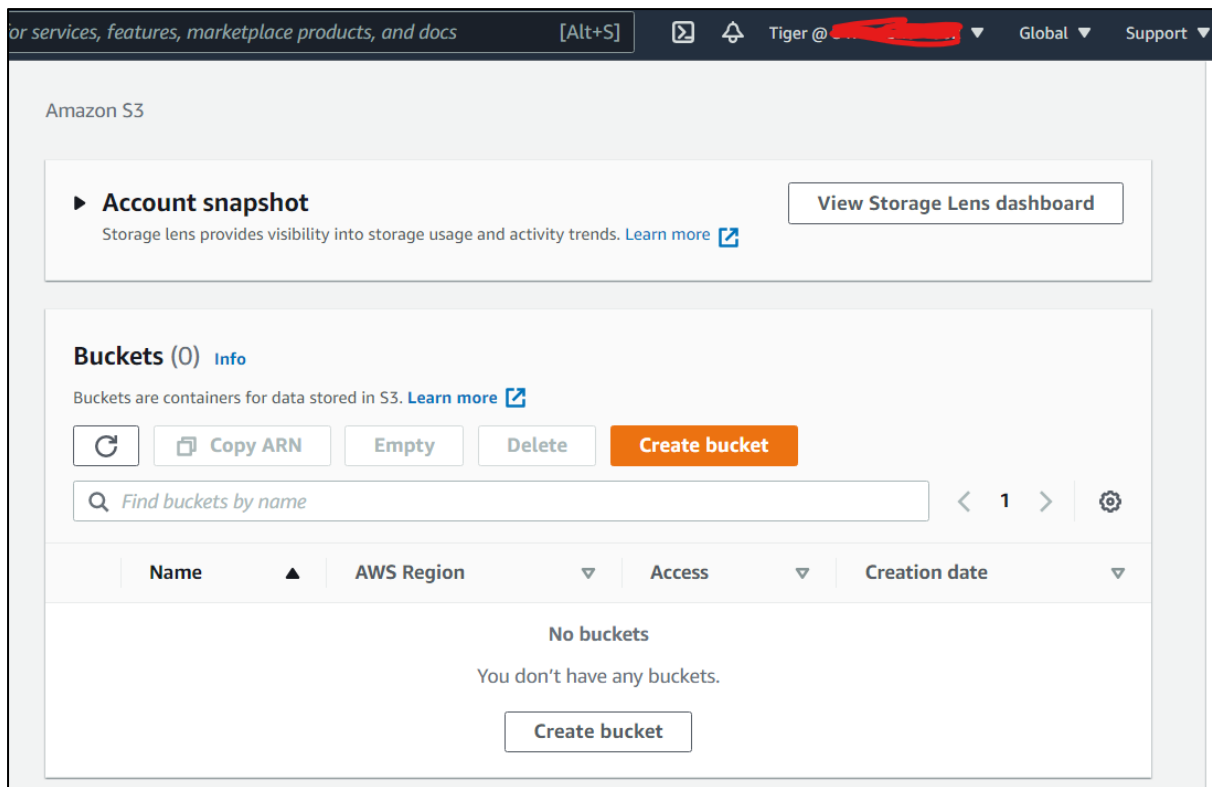 or services, features, marketplace products, and docs [Alt+S] Tiger @ Global Support
Amazon S3
Account snapshot View Storage Lens dashboard
Storage lens provides visibility into storage usage and activity trends. Learn more
Buckets (0) Info
Buckets are containers for data stored in S3. Learn more
Copy ARN Empty Delete Create bucket
Find buckets by name 1
Name AWS Region Access Creation date
No buckets
You don’t have any buckets.
Create bucket